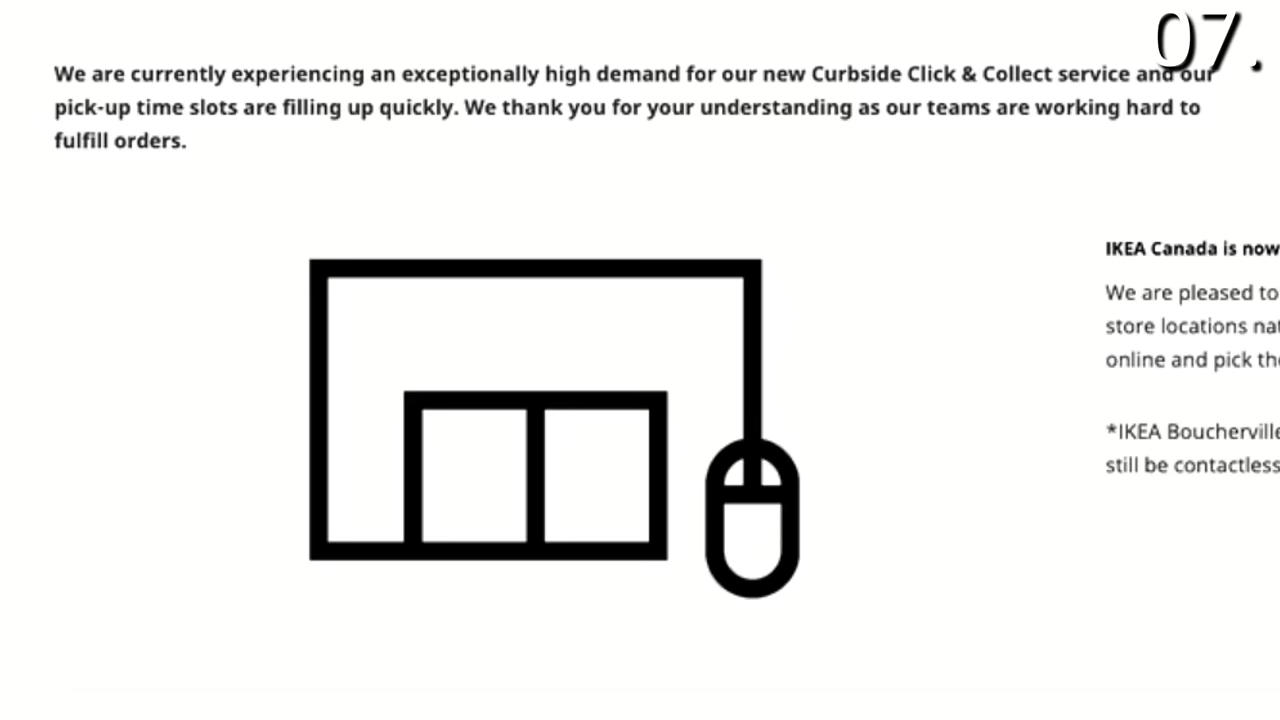 07.
We are currently experiencing an exceptionally high demand for our new Curbside Click & Collect service and our
pick-up time slots are filling up quickly. We thank you for your understanding as our teams are working hard to
fulfill orders.
IKEA Canada is now
We are pleased to
store locations
online and pick
*IKEA Boucherville
still be contactless